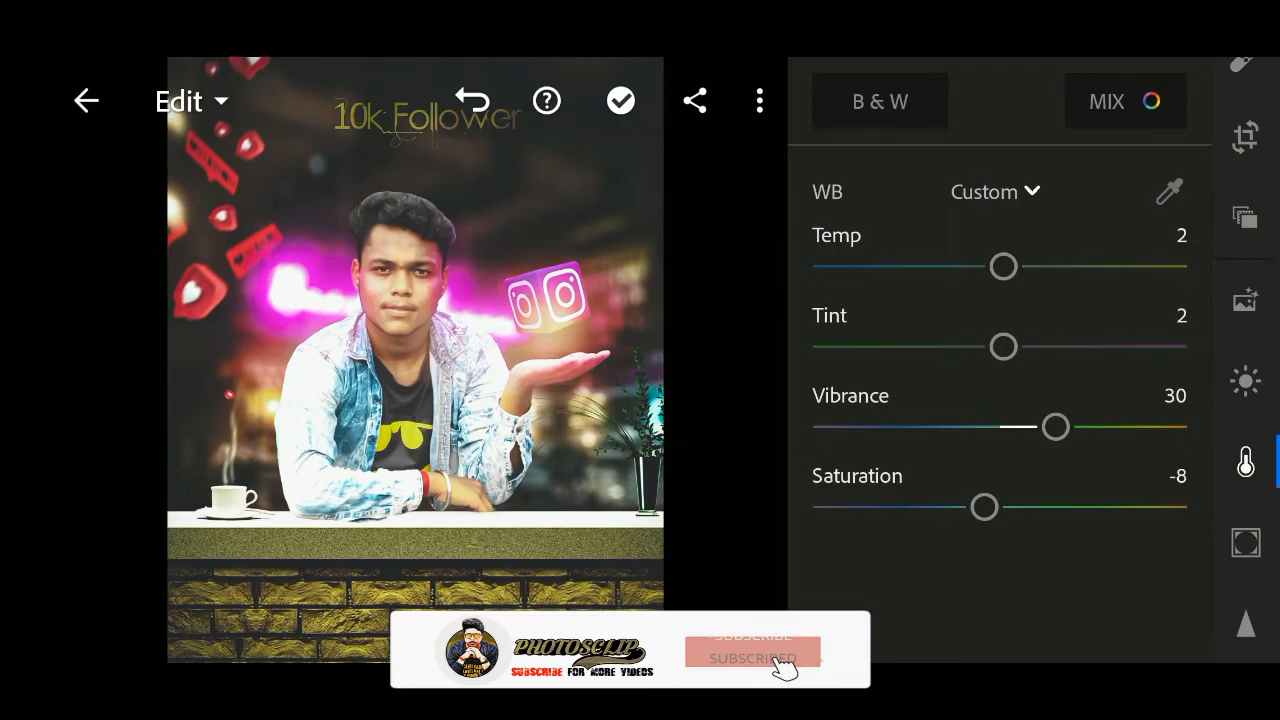 Edit
10k Follower
B & W
MIX
WB
Custom
Temp
2
Tint
2
Vibrance
30
Saturation
-8
PHOTOSCLIP
SUBSCRIBE FOR MORE VIDEOS
SUBSCRIBE
SUBSCRIBED